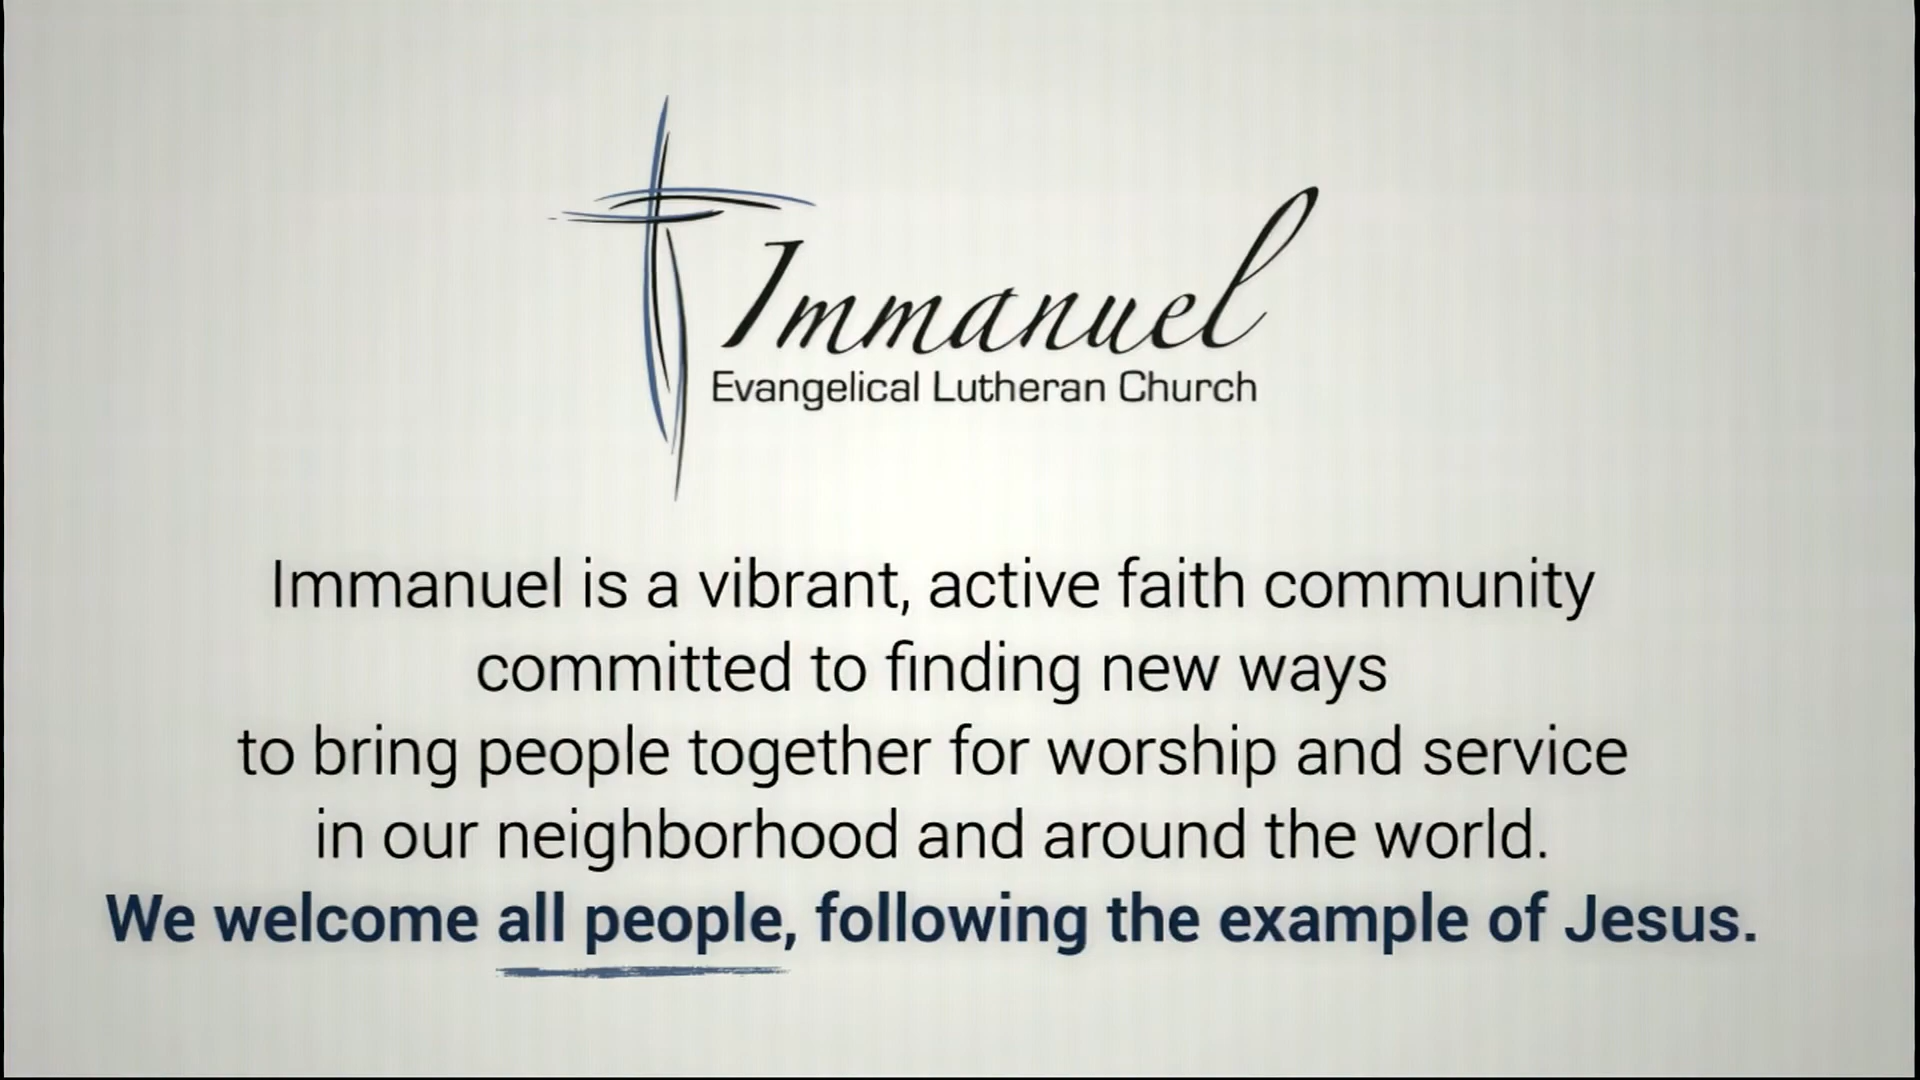 Immanuel
Evangelical Lutheran Church
Immanuel is a vibrant, active faith community
committed to finding new ways
to bring people together for worship and service
in our neighborhood and around the world.
We welcome all people, following the example of Jesus.